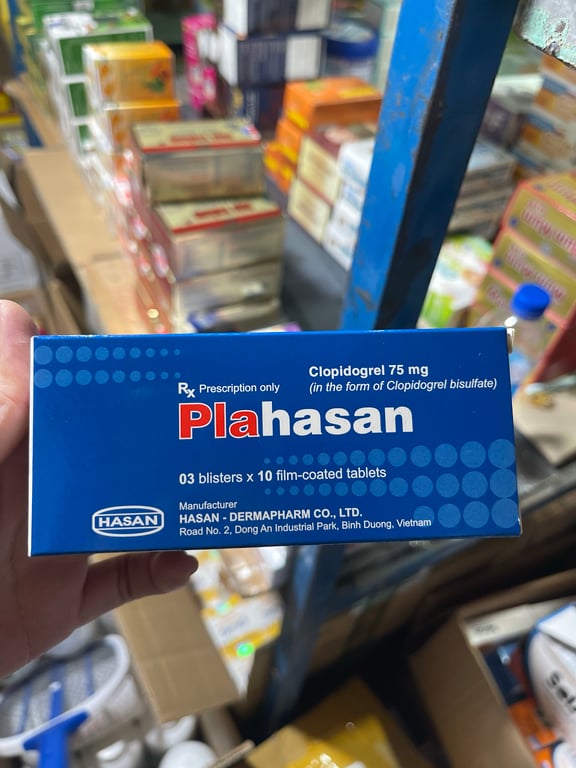 Clopidogrel 75 mg
(in the form of Clopidogrel bisulfate)
Rx Prescription only
Plahasan
03 blisters x 10 film-coated tablets
Manufacturer
HASAN - DERMAPHARM CO., LTD.
Road No. 2, Dong An Industrial Park, Binh Duong, Vietnam
HASAN